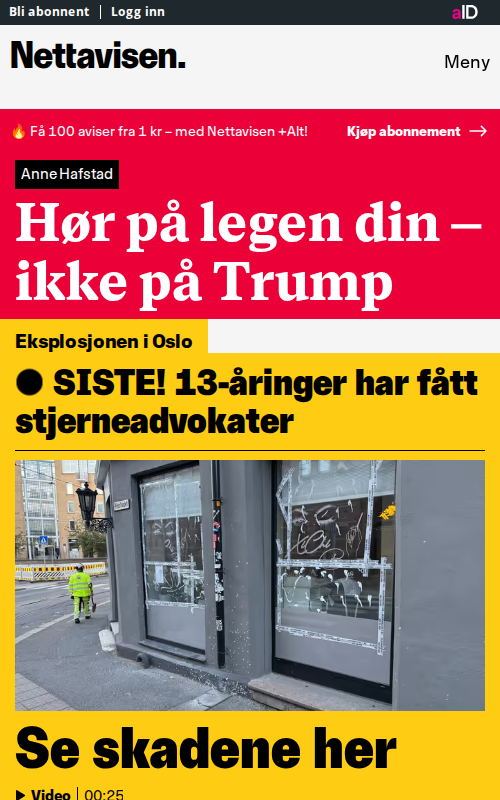 Bli abonnent | Logg inn
aID
Nettavisen.
Meny
🔥 Få 100 aviser fra 1 kr – med Nettavisen +Alt!
Kjøp abonnement →
Anne Hafstad
Hør på legen din –
ikke på Trump
Eksplosjonen i Oslo
SISTE! 13-åringer har fått
stjerneadvokater
Se skadene her
Video | 00:25